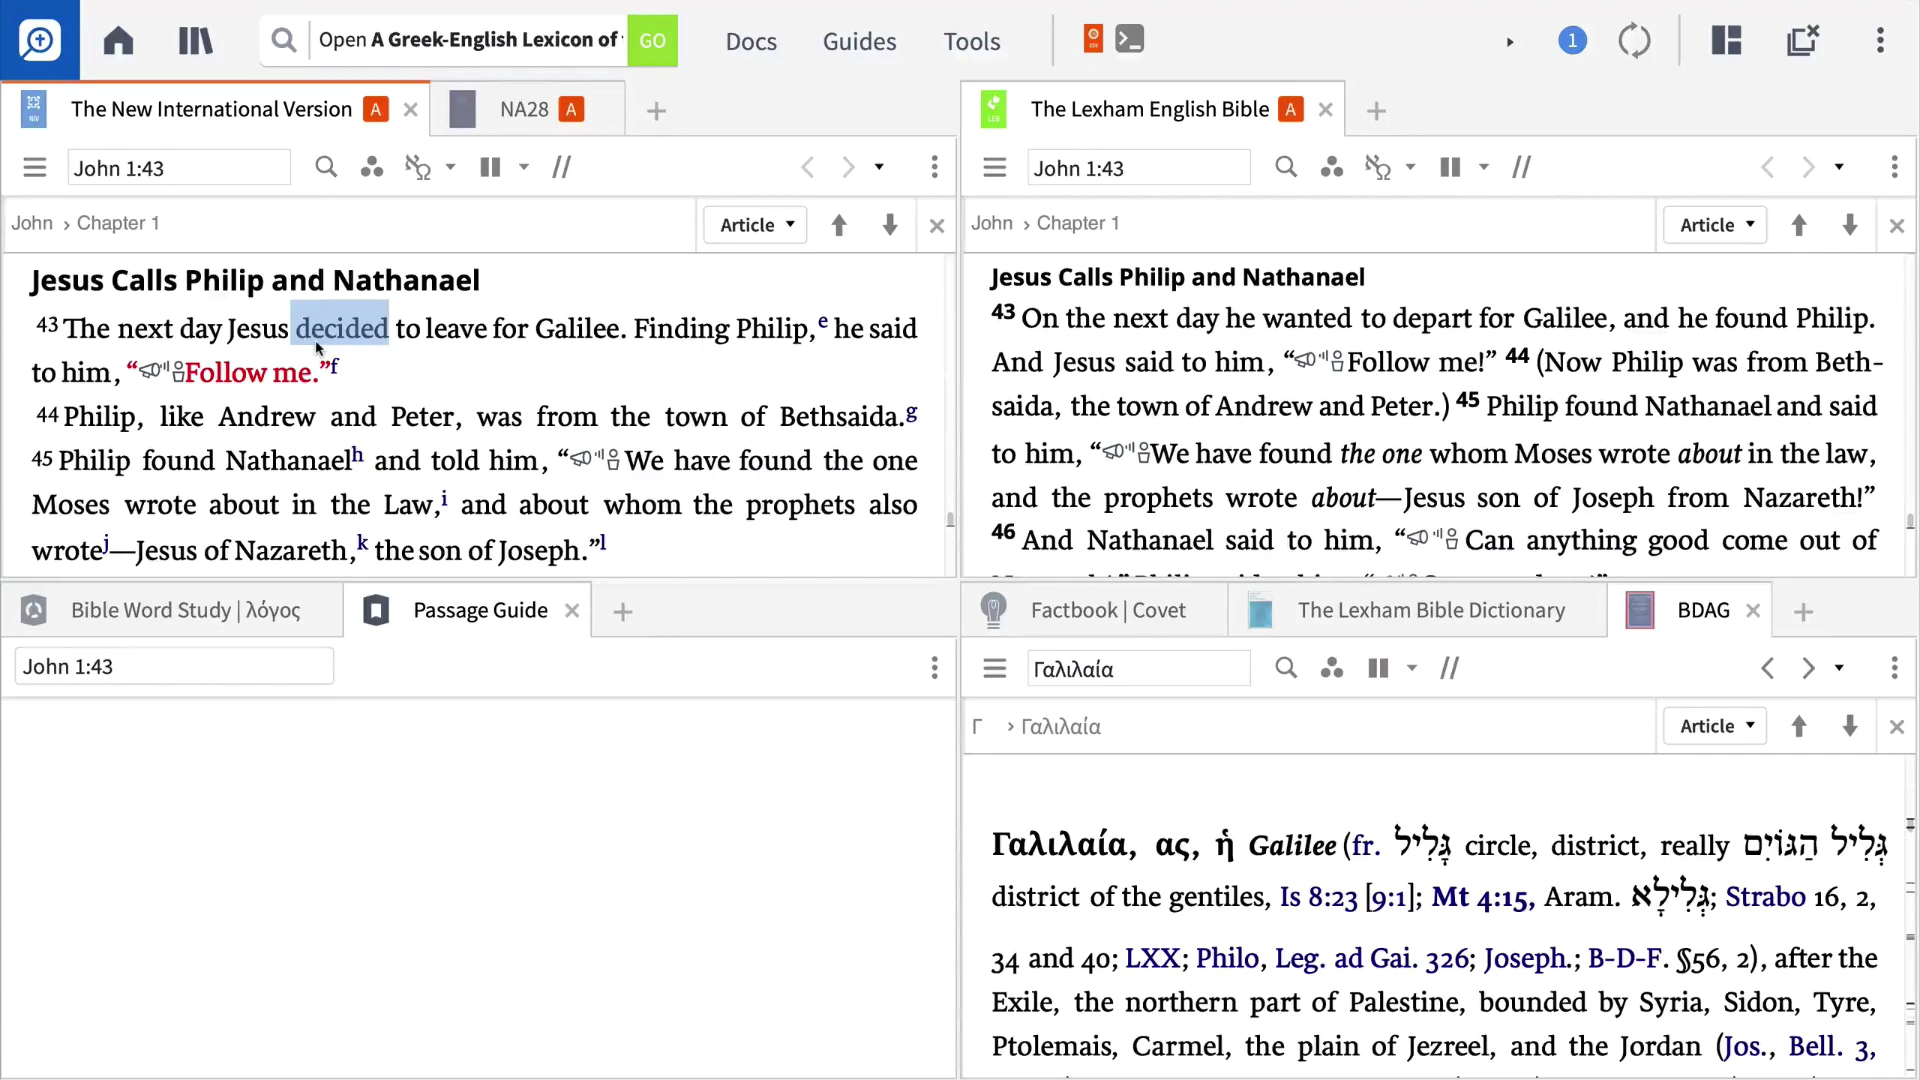 Open A Greek-English Lexicon of
GO
Docs
Guides
Tools
1
The New International Version A
NA28 A
John 1:43
John › Chapter 1
Article
Jesus Calls Philip and Nathanael
43 The next day Jesus decided to leave for Galilee. Finding Philip,e he said
to him, “Follow me.”f
44 Philip, like Andrew and Peter, was from the town of Bethsaida.g
45 Philip found Nathanaelh and told him, “We have found the one
Moses wrote about in the Law,i and about whom the prophets also
wrotej—Jesus of Nazareth,k the son of Joseph.”l
The Lexham English Bible A
John 1:43
John › Chapter 1
Article
Jesus Calls Philip and Nathanael
43 On the next day he wanted to depart for Galilee, and he found Philip.
And Jesus said to him, “Follow me!” 44 (Now Philip was from Beth-
saida, the town of Andrew and Peter.) 45 Philip found Nathanael and said
to him, “We have found the one whom Moses wrote about in the law,
and the prophets wrote about—Jesus son of Joseph from Nazareth!”
46 And Nathanael said to him, “Can anything good come out of
Bible Word Study | λόγος
Passage Guide
John 1:43
Factbook | Covet
The Lexham Bible Dictionary
BDAG
Γαλιλαία
Γ › Γαλιλαία
Article
Γαλιλαία, ας, ἡ Galilee (fr. גָּלִיל circle, district, really גְּלִיל הַגּוֹיִם
district of the gentiles, Is 8:23 [9:1]; Mt 4:15, Aram. גְּלִילָא; Strabo 16, 2,
34 and 40; LXX; Philo, Leg. ad Gai. 326; Joseph.; B-D-F. §56, 2), after the
Exile, the northern part of Palestine, bounded by Syria, Sidon, Tyre,
Ptolemais, Carmel, the plain of Jezreel, and the Jordan (Jos., Bell. 3,